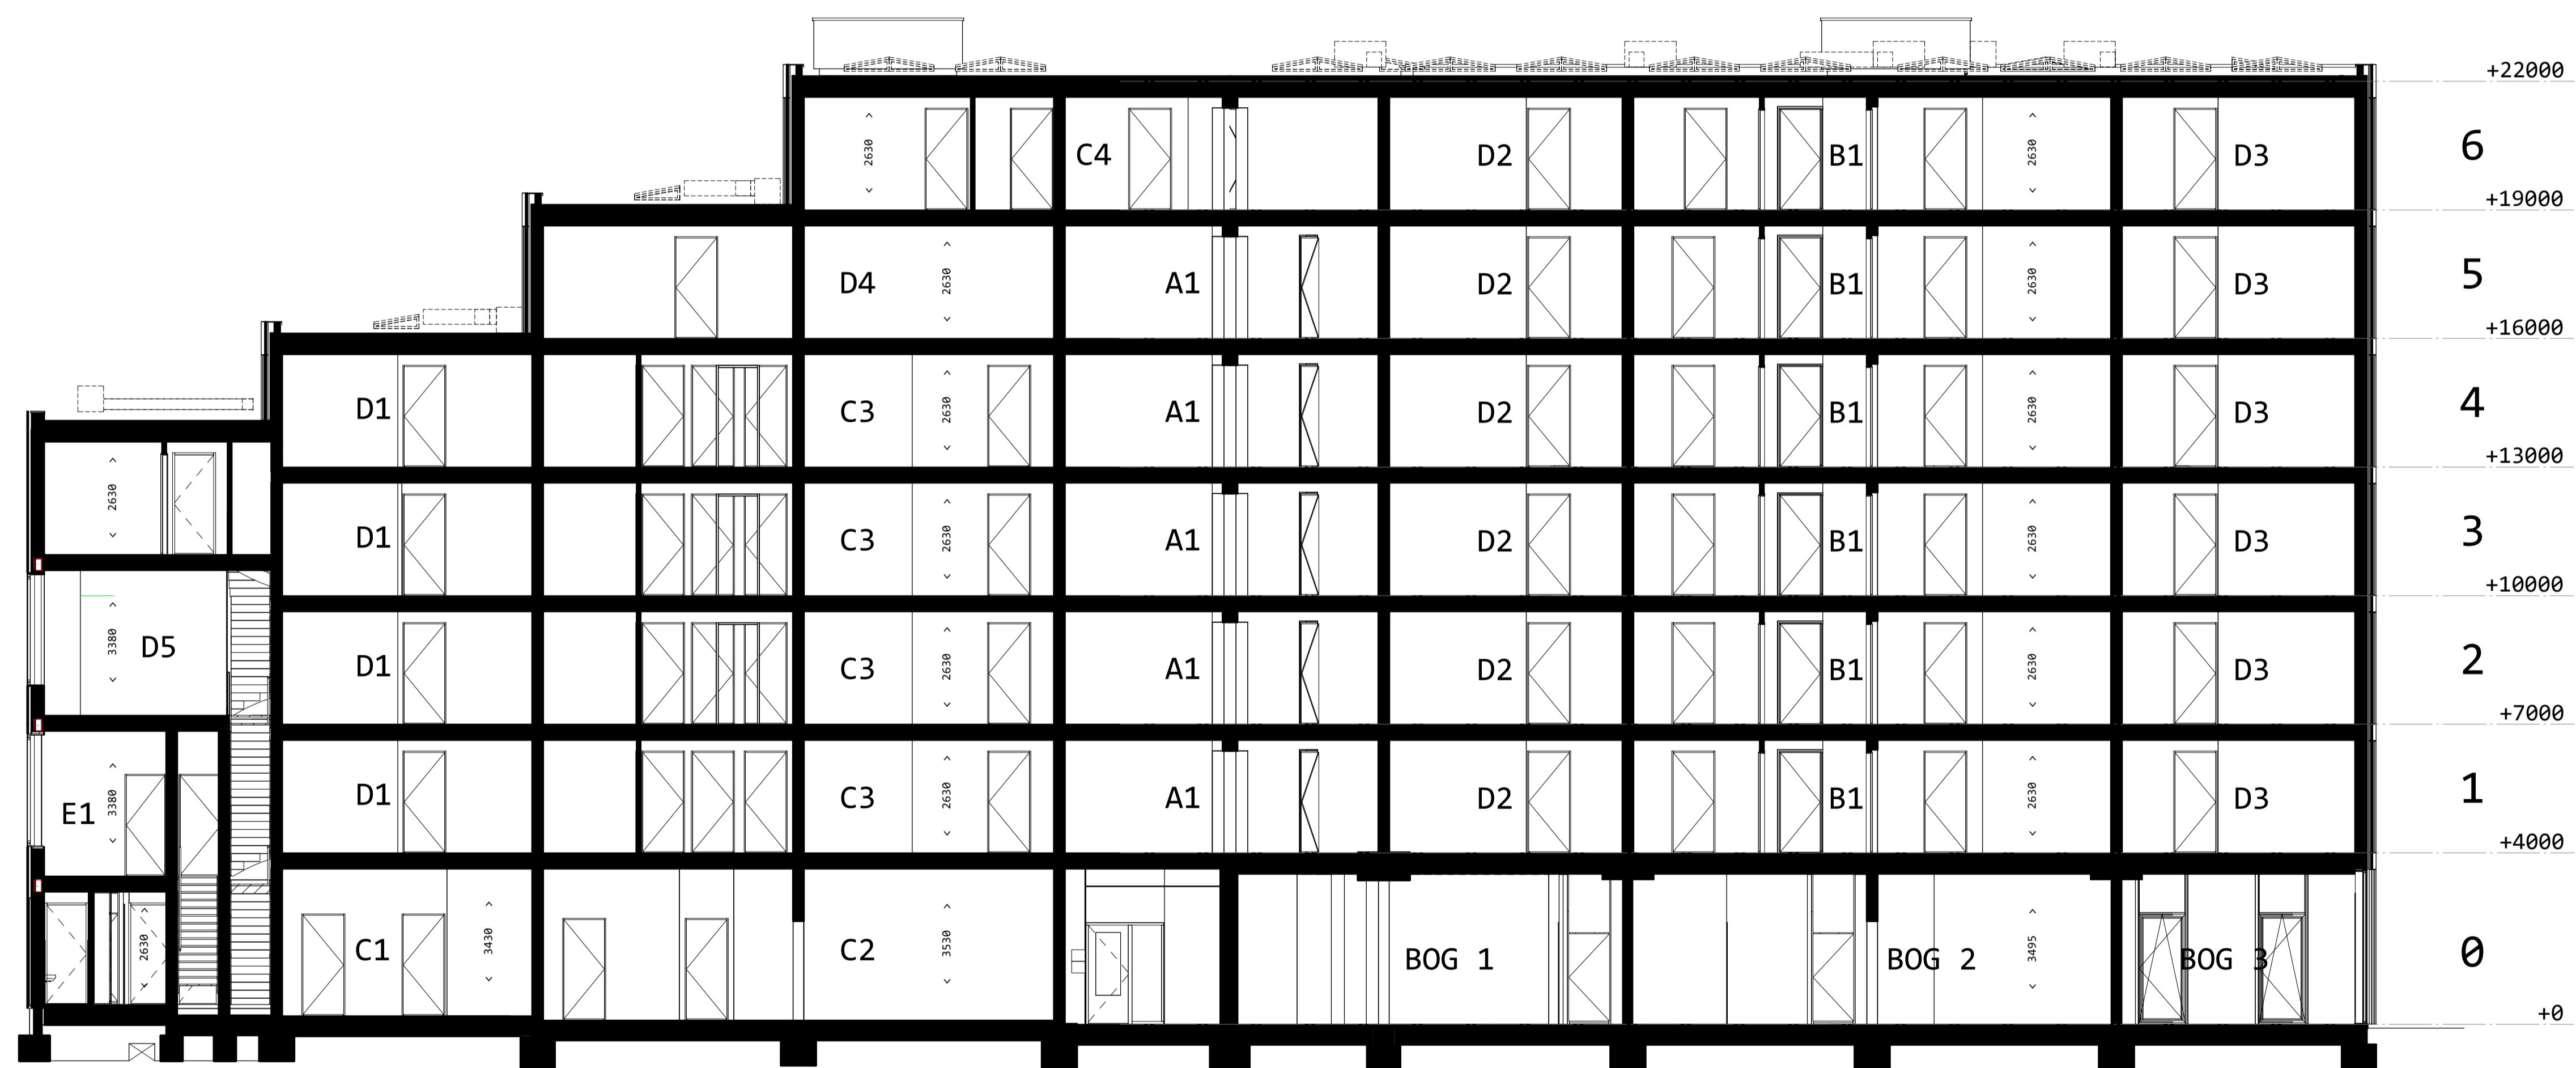 +22000
2630 C4 D2 B1 2630 D3 6
+19000
D4 2630 A1 D2 B1 2630 D3 5
+16000
D1 C3 2630 A1 D2 B1 2630 D3 4
+13000
2630 D1 C3 2630 A1 D2 B1 2630 D3 3
+10000
3380 D5 D1 C3 2630 A1 D2 B1 2630 D3 2
+7000
E1 3380 D1 C3 2630 A1 D2 B1 2630 D3 1
+4000
2630 C1 3430 C2 3530 BOG 1 BOG 2 3495 BOG 3 0
+0